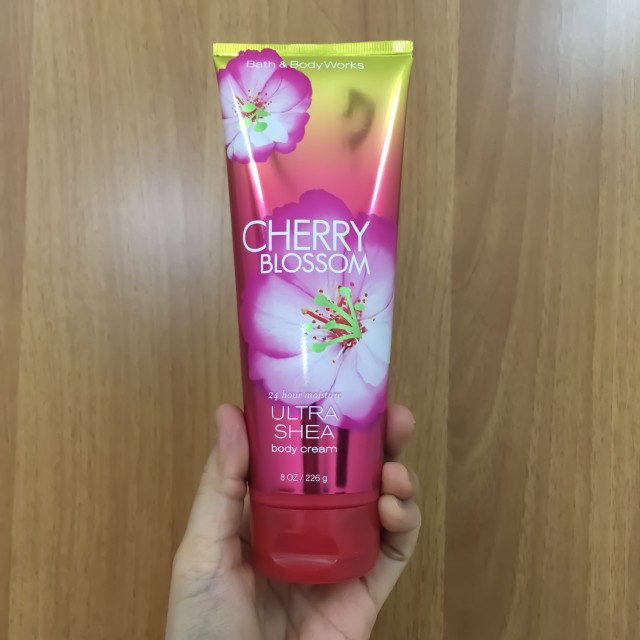 Bath & Body Works
CHERRY
BLOSSOM
24 hour moisture
ULTRA
SHEA
body cream
8 OZ / 226 g